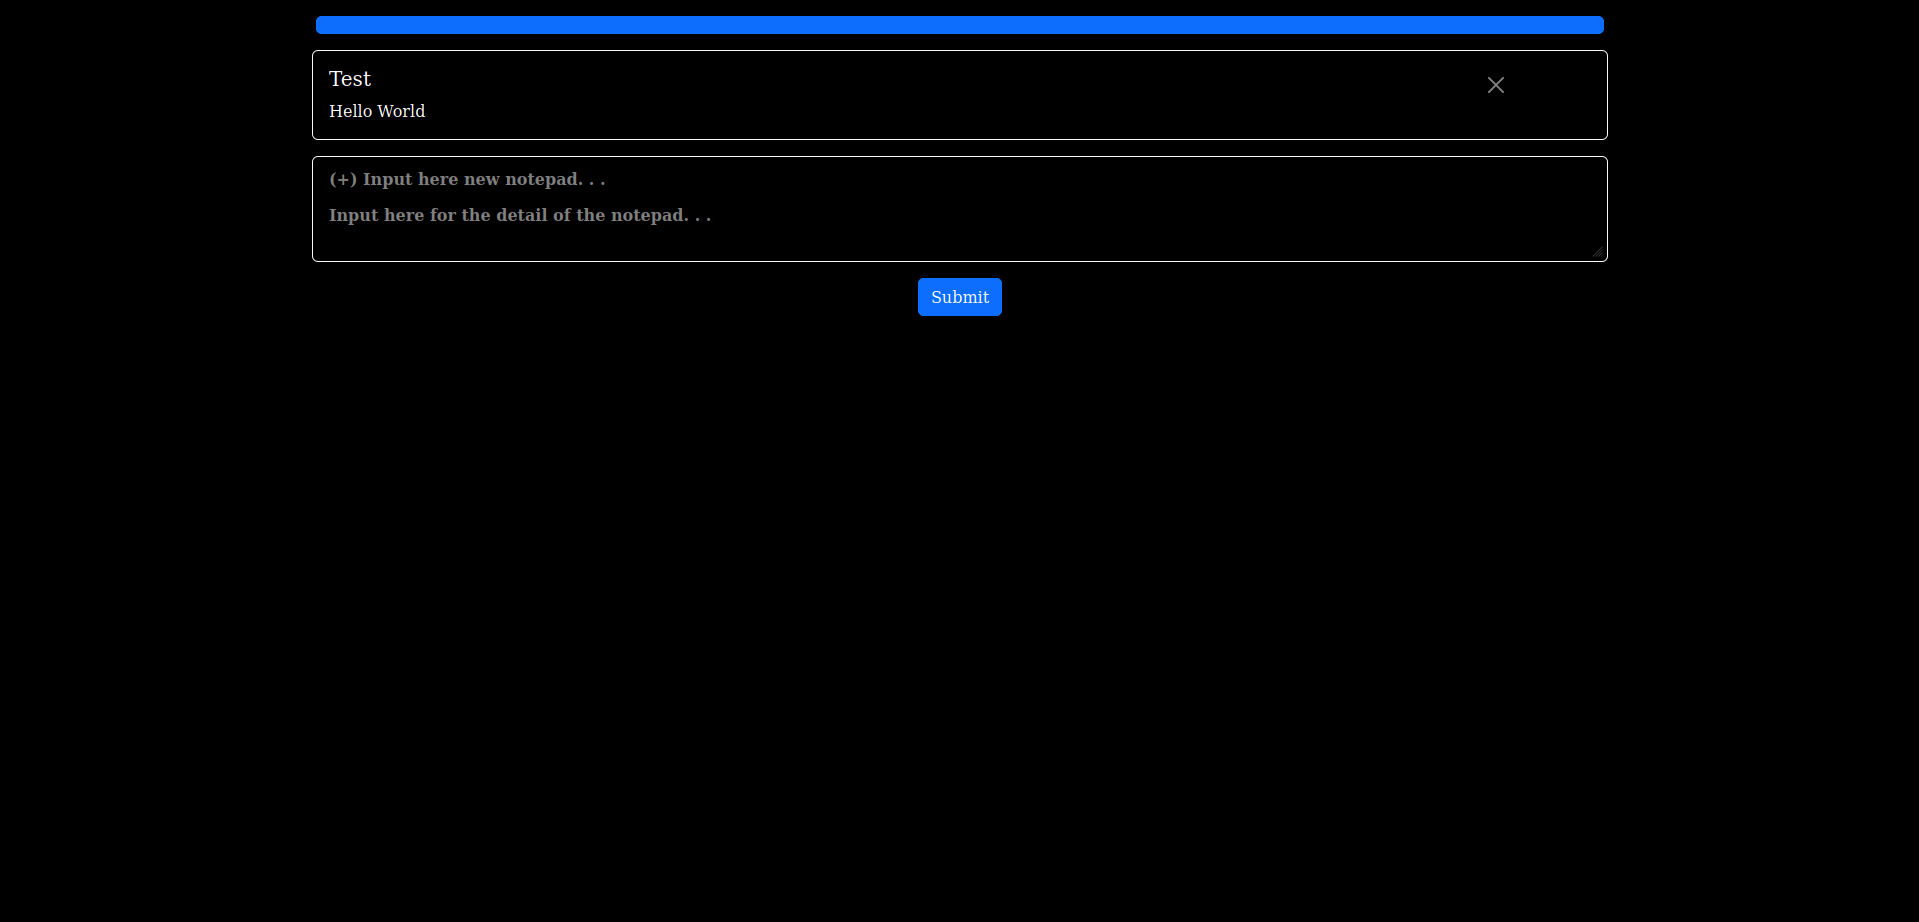 Test
Hello World
(+) Input here new notepad. . .
Input here for the detail of the notepad. . .
Submit